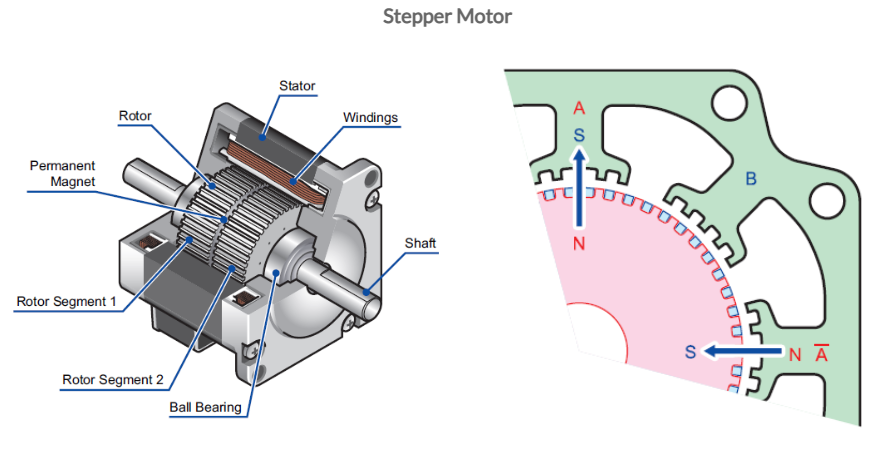 Stepper Motor
Stator
Rotor
Windings
Permanent
Magnet
Shaft
Rotor Segment 1
Rotor Segment 2
Ball Bearing
A
S
N
B
S
N A̅